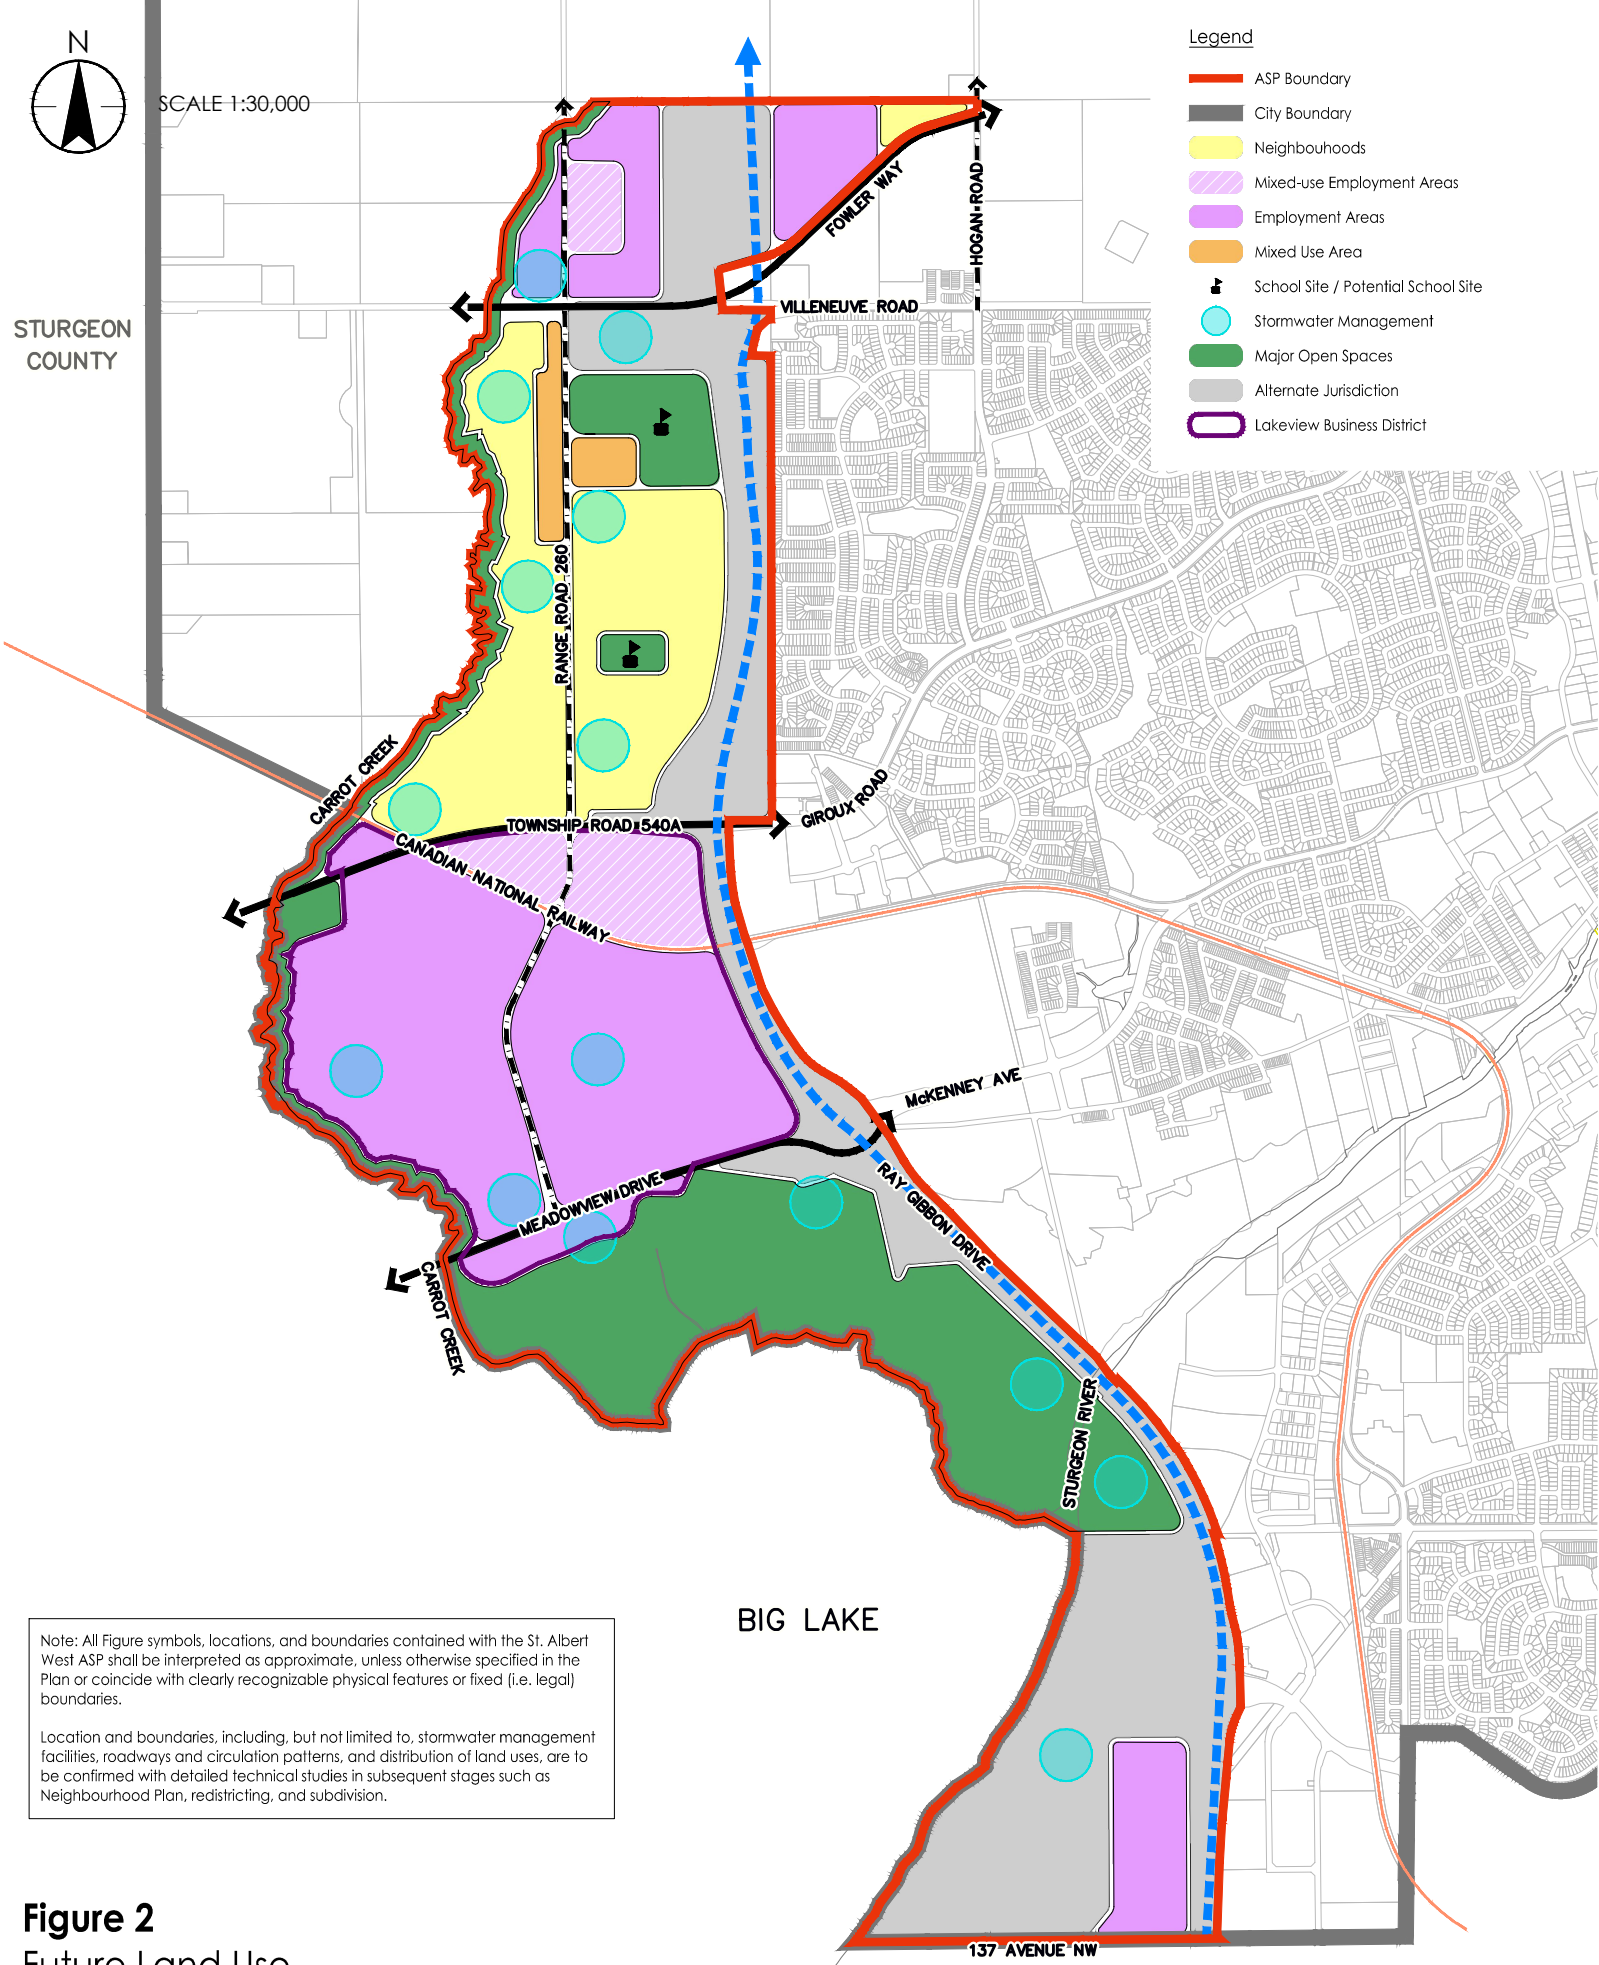 N
SCALE 1:30,000
Legend
ASP Boundary
City Boundary
Neighbouhoods
Mixed-use Employment Areas
Employment Areas
Mixed Use Area
School Site / Potential School Site
Stormwater Management
Major Open Spaces
Alternate Jurisdiction
Lakeview Business District
STURGEON
COUNTY
FOWLER WAY
HOGAN ROAD
VILLENEUVE ROAD
RANGE ROAD 260
CARROT CREEK
TOWNSHIP ROAD 540A
GIROUX ROAD
CANADIAN NATIONAL RAILWAY
McKENNEY AVE
MEADOWVIEW DRIVE
RAY GIBBON DRIVE
CARROT CREEK
STURGEON RIVER
BIG LAKE
Note: All Figure symbols, locations, and boundaries contained with the St. Albert
West ASP shall be interpreted as approximate, unless otherwise specified in the
Plan or coincide with clearly recognizable physical features or fixed (i.e. legal)
boundaries.
Location and boundaries, including, but not limited to, stormwater management
facilities, roadways and circulation patterns, and distribution of land uses, are to
be confirmed with detailed technical studies in subsequent stages such as
Neighbourhood Plan, redistricting, and subdivision.
137 AVENUE NW
Figure 2
Future Land Use